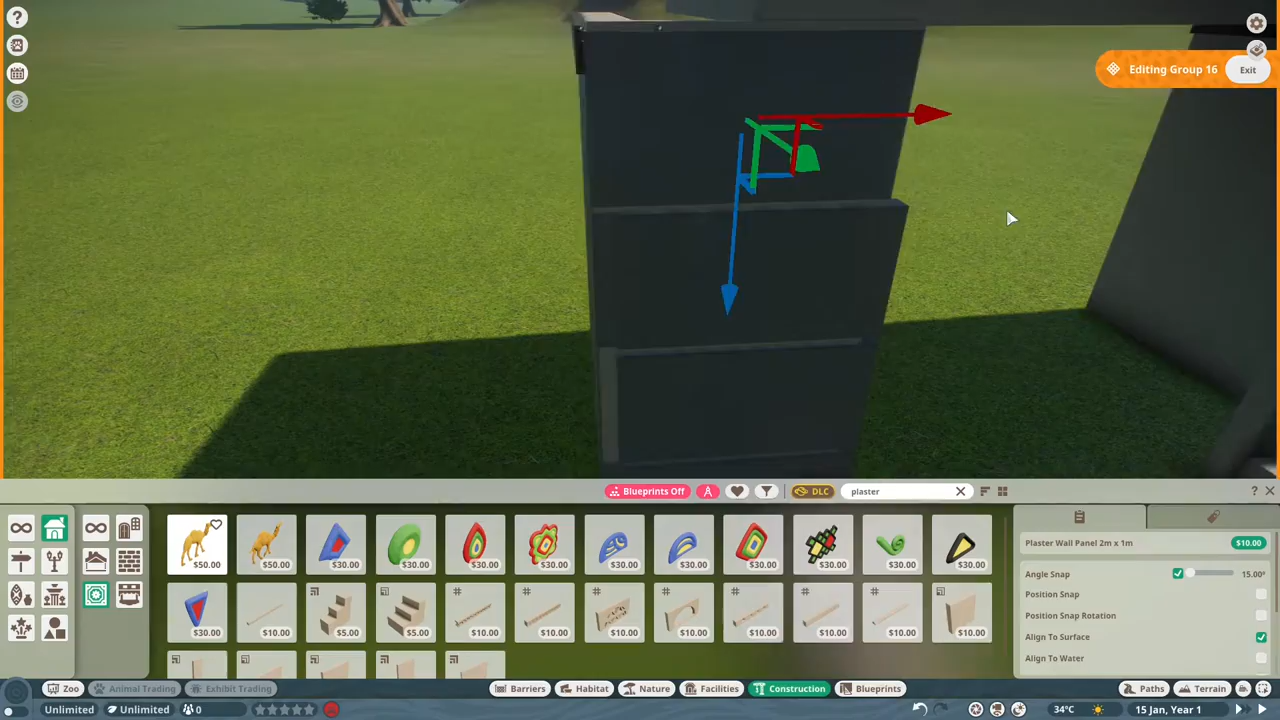 ?
Editing Group 16 Exit
Blueprints Off DLC plaster
? 
$50.00 $50.00 $30.00 $30.00 $30.00 $30.00 $30.00 $30.00 $30.00 $30.00 $30.00 $30.00
$30.00 $10.00 $5.00 $5.00 $10.00 $10.00 $10.00 $10.00 $10.00 $10.00 $10.00 $10.00
Plaster Wall Panel 2m x 1m $10.00
Angle Snap 15.00°
Position Snap
Position Snap Rotation
Align To Surface
Align To Water
Zoo Animal Trading Exhibit Trading Barriers Habitat Nature Facilities Construction Blueprints Paths Terrain
Unlimited Unlimited 0 34°C 15 Jan, Year 1